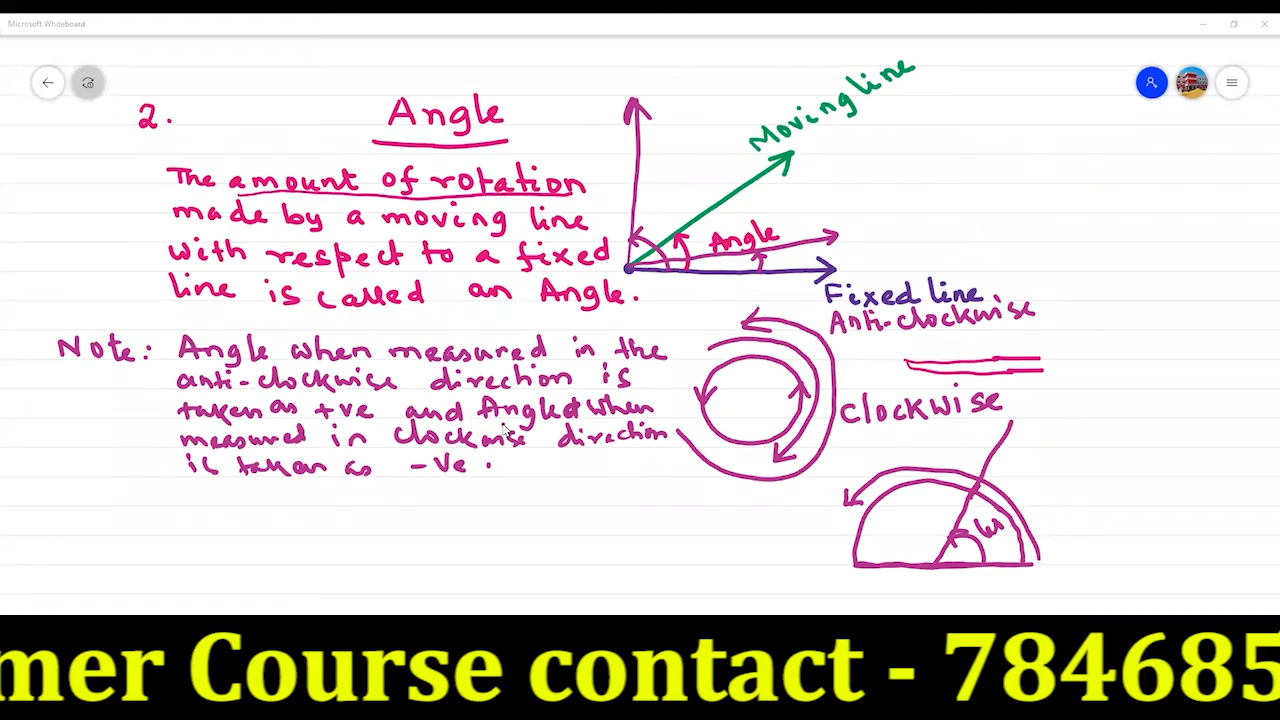 Microsoft Whiteboard
2.
Angle
The amount of rotation
made by a moving line
with respect to a fixed
line is called an Angle.
Moving line
Angle
Fixed line
Anti-clockwise
Note: Angle when measured in the
anti-clockwise direction is
taken as +ve and Angle when
measured in clockwise direction
is taken as -ve.
clockwise
mer Course contact - 784685